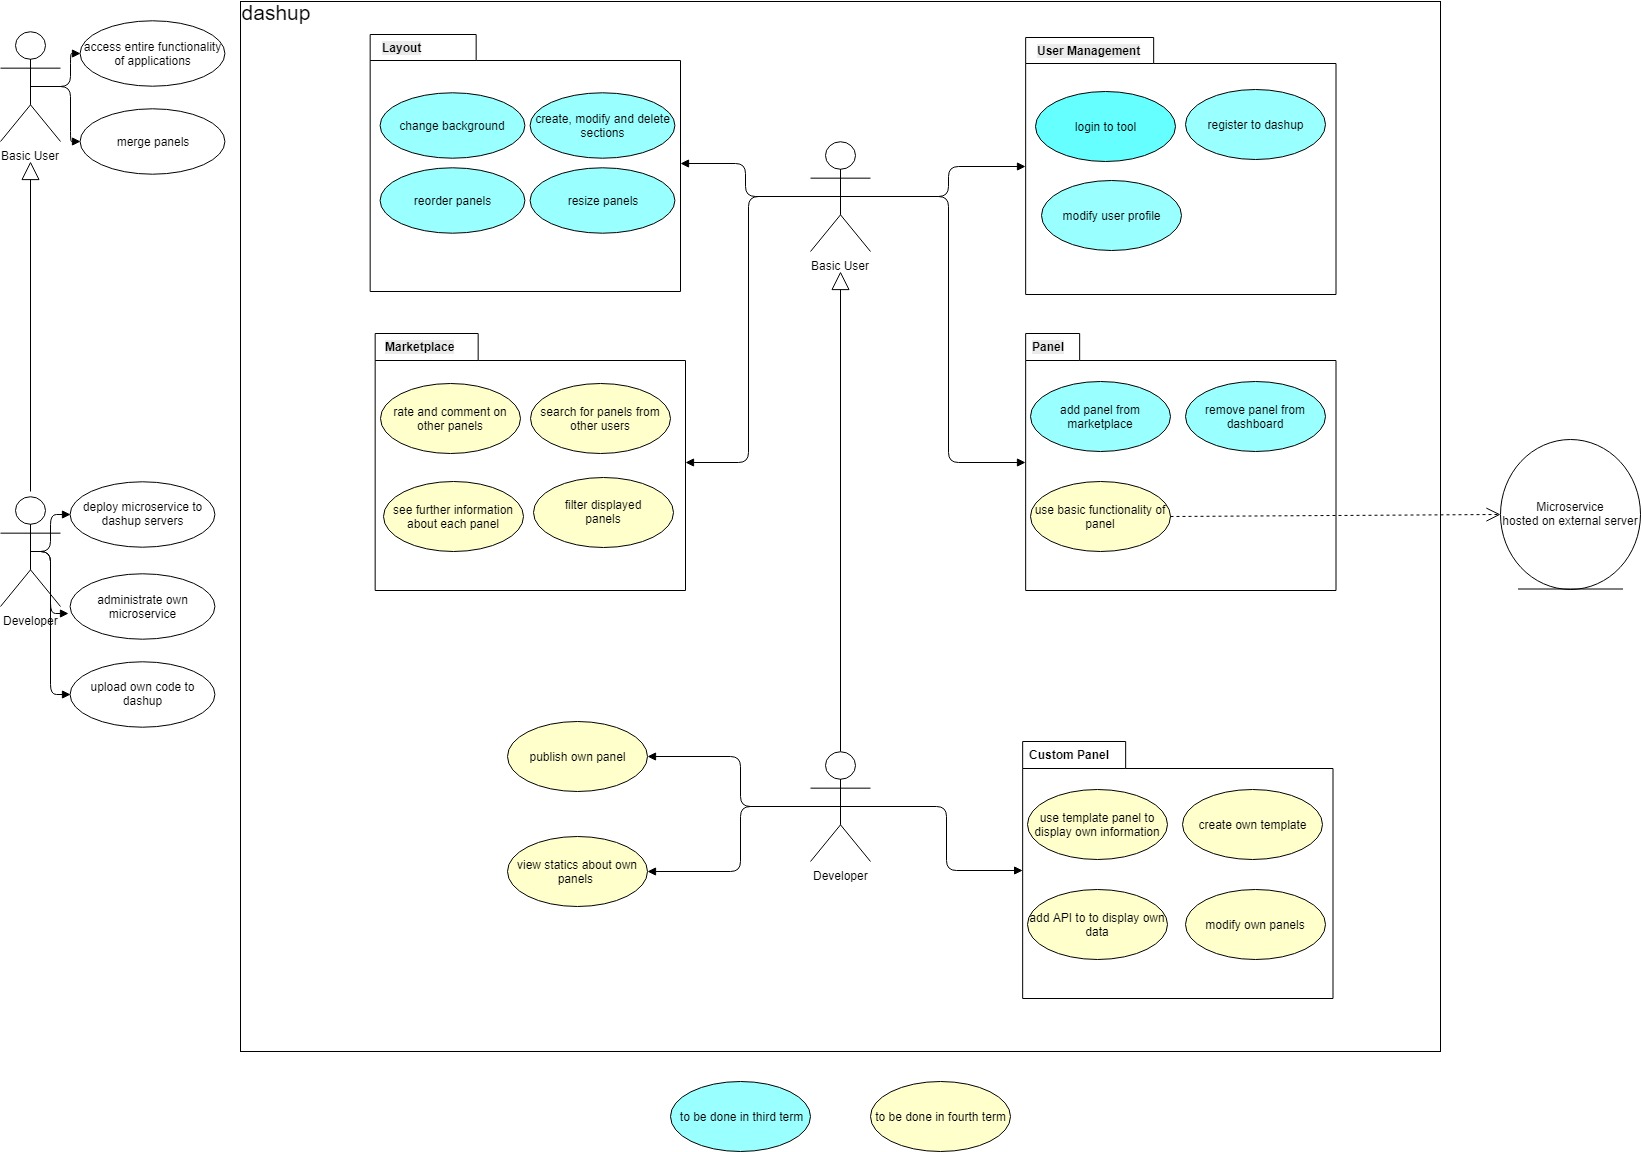 dashup
access entire functionality
of applications
merge panels
Basic User
deploy microservice to
dashup servers
administrate own
microservice
Developer
upload own code to
dashup
Layout
change background
create, modify and delete
sections
reorder panels
resize panels
User Management
login to tool
register to dashup
modify user profile
Basic User
Marketplace
rate and comment on
other panels
search for panels from
other users
see further information
about each panel
filter displayed
panels
Panel
add panel from
marketplace
remove panel from
dashboard
use basic functionality of
panel
Microservice
hosted on external server
publish own panel
view statics about own
panels
Developer
Custom Panel
use template panel to
display own information
create own template
add API to to display own
data
modify own panels
to be done in third term
to be done in fourth term